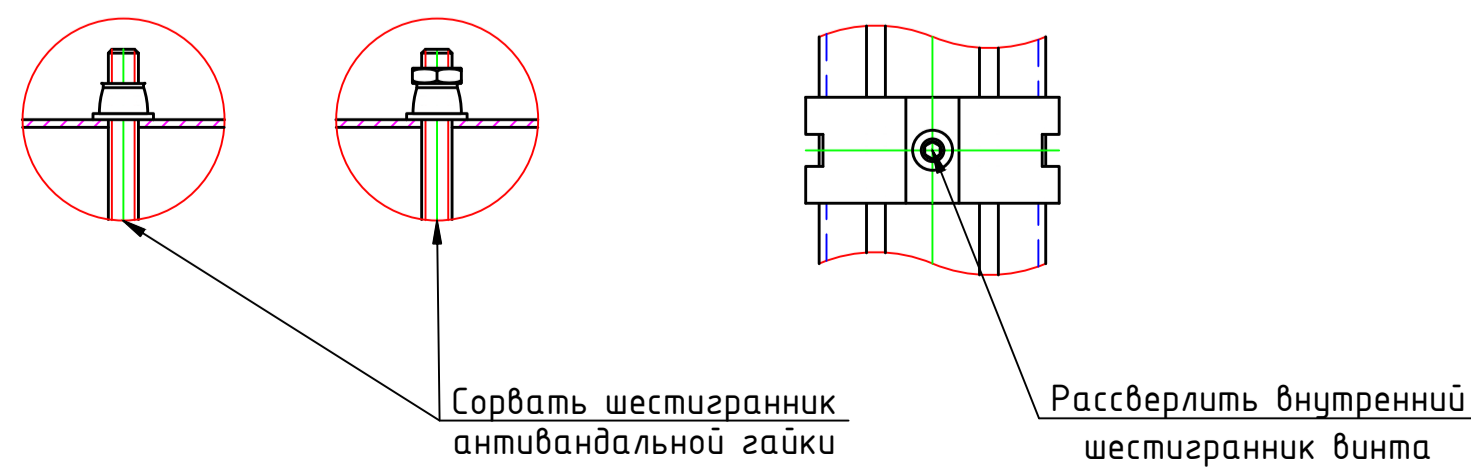 Сорвать шестигранник
антивандальной гайки
Рассверлить внутренний
шестигранник винта